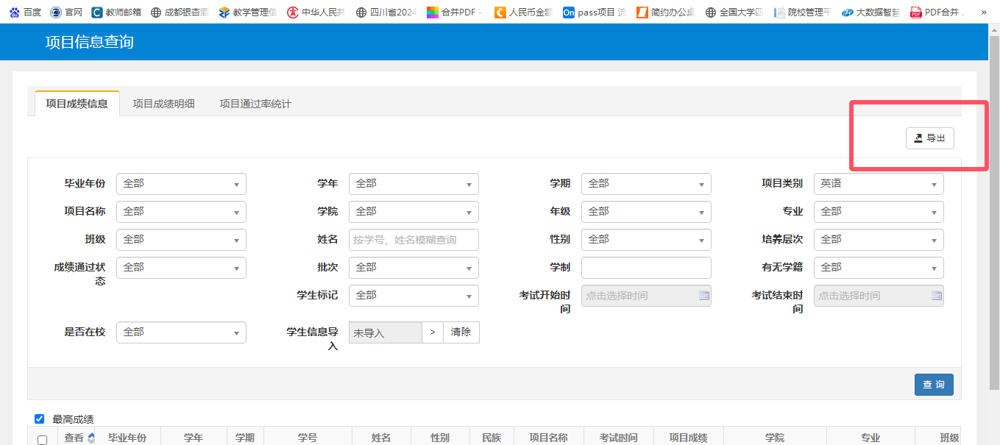 百度 官网 教师邮箱 成都银杏酒 教学管理信 中华人民共 四川省2024 合并PDF - 人民币金额 pass项目 流 简约办公桌 全国大学四 院校管理平 大数据智慧 PDF合并 »
项目信息查询
项目成绩信息 项目成绩明细 项目通过率统计
导出
毕业年份 全部 学年 全部 学期 全部 项目类别 英语
项目名称 全部 学院 全部 年级 全部 专业 全部
班级 全部 姓名 按学号、姓名模糊查询 性别 全部 培养层次 全部
成绩通过状态 全部 批次 全部 学制 有无学籍 全部
学生标记 全部 考试开始时间 点击选择时间 考试结束时间 点击选择时间
是否在校 全部 学生信息导入 未导入 > 清除
查 询
最高成绩
查看 毕业年份 学年 学期 学号 姓名 性别 民族 项目名称 考试时间 项目成绩 学院 专业 班级